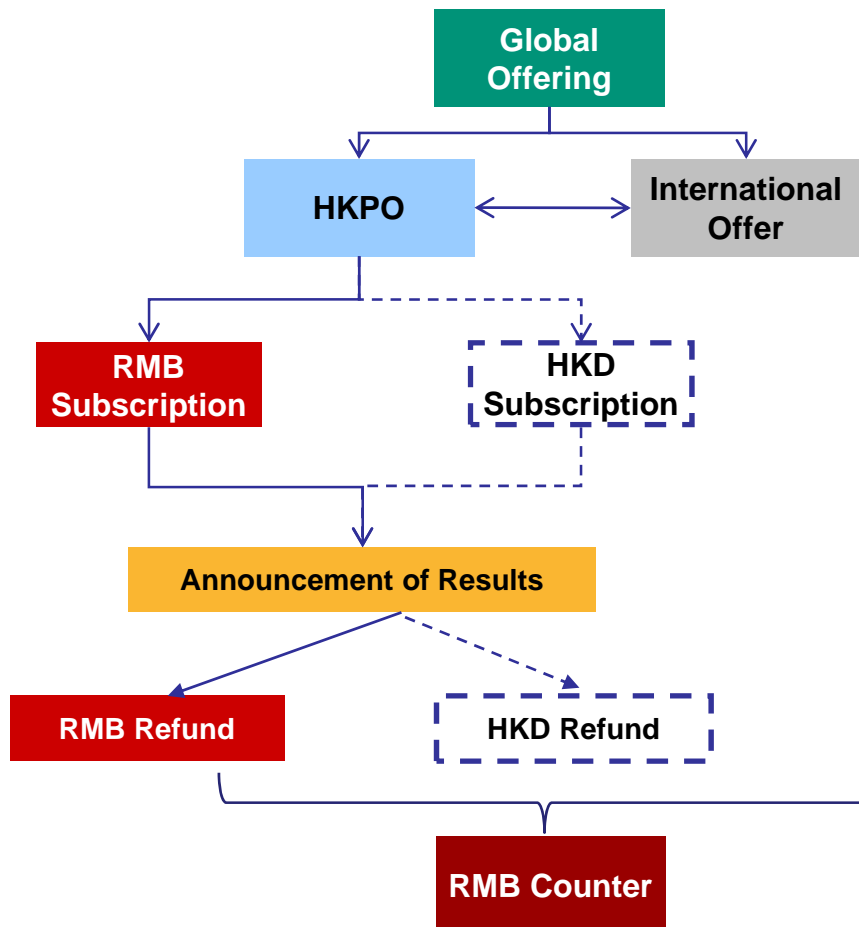 Global
Offering
HKPO
International
Offer
RMB
Subscription
HKD
Subscription
Announcement of Results
RMB Refund
HKD Refund
RMB Counter